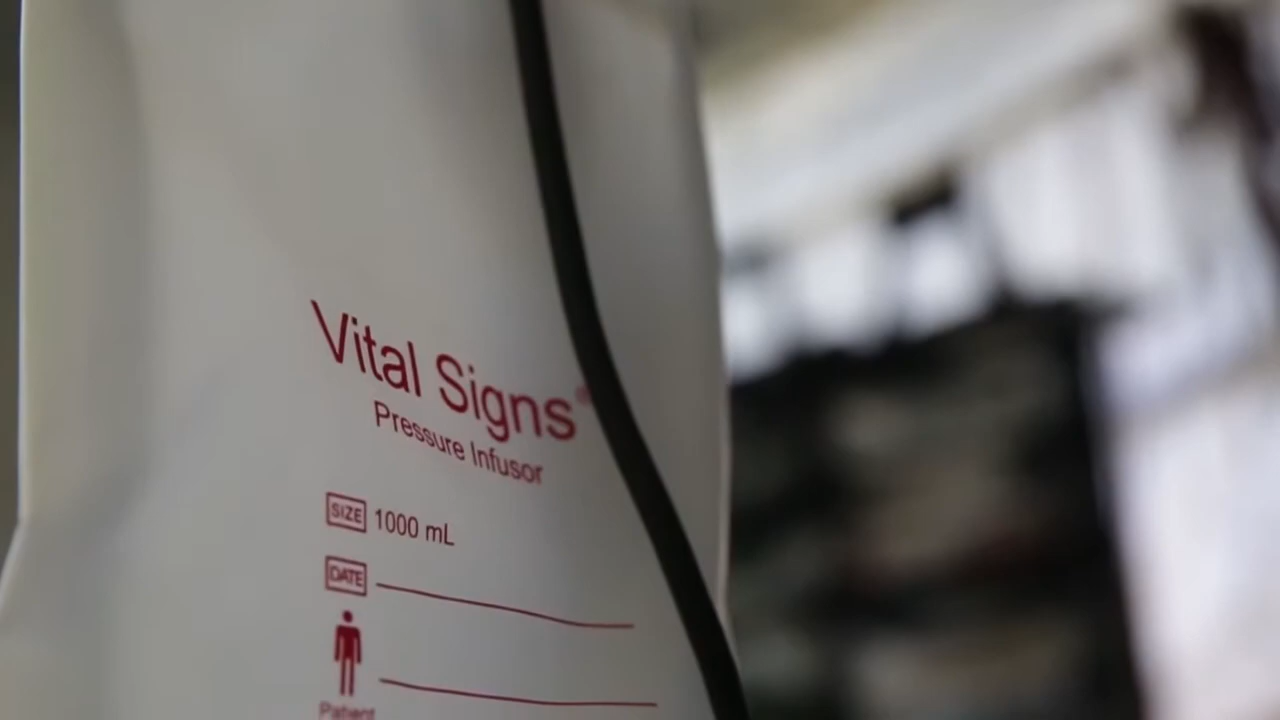 Vital Signs®
Pressure Infusor
SIZE 1000 mL
DATE
Patient